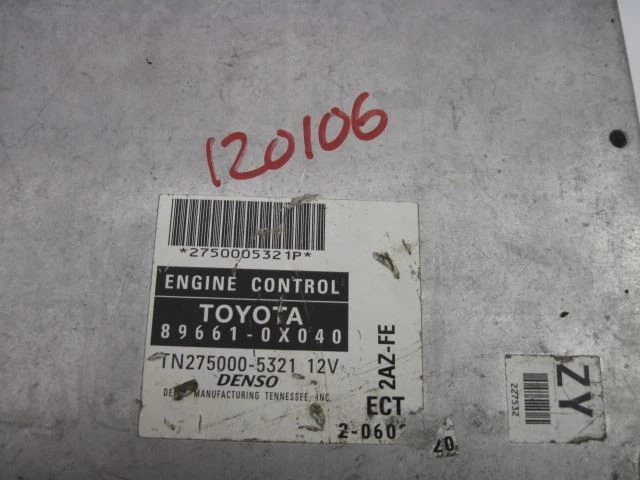 120106
*2750005321P*
ENGINE CONTROL
TOYOTA
89661-0X040
TN275000-5321 12V
DENSO
MANUFACTURING TENNESSEE, INC.
2AZ-FE
ECT
07
ZY
227532